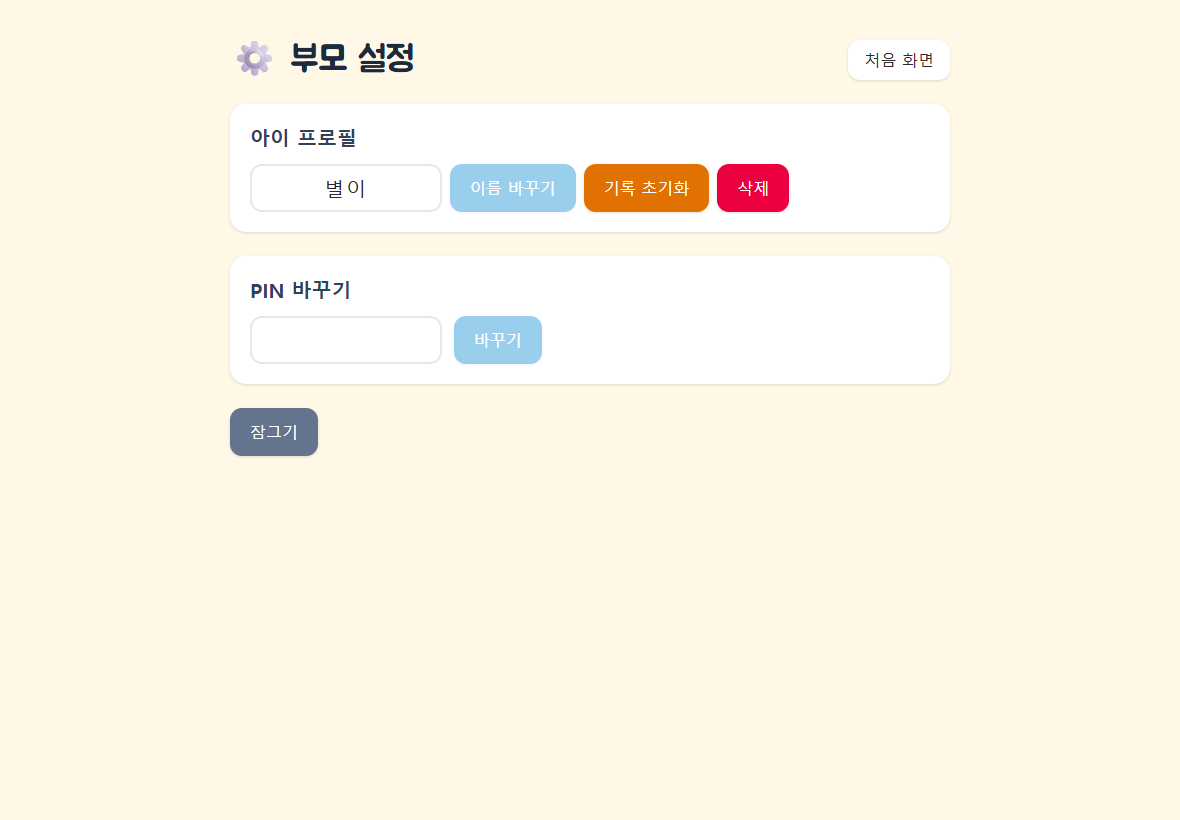 부모 설정
처음 화면
아이 프로필
별이
이름 바꾸기
기록 초기화
삭제
PIN 바꾸기
바꾸기
잠그기